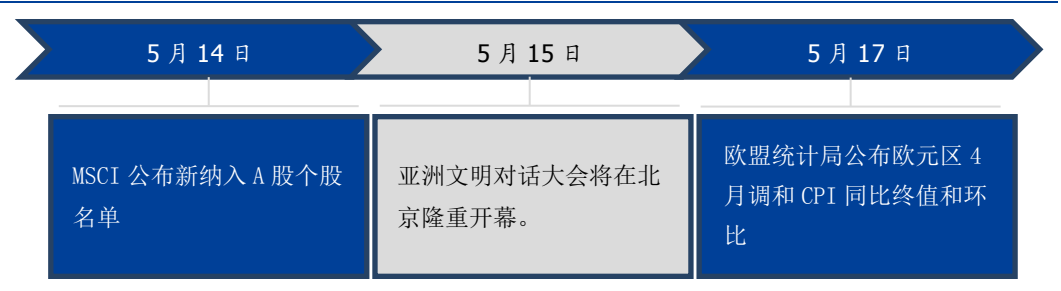 5 月 14 日
5 月 15 日
5 月 17 日
MSCI 公布新纳入 A 股个股
名单
亚洲文明对话大会将在北
京隆重开幕。
欧盟统计局公布欧元区 4
月调和 CPI 同比终值和环
比